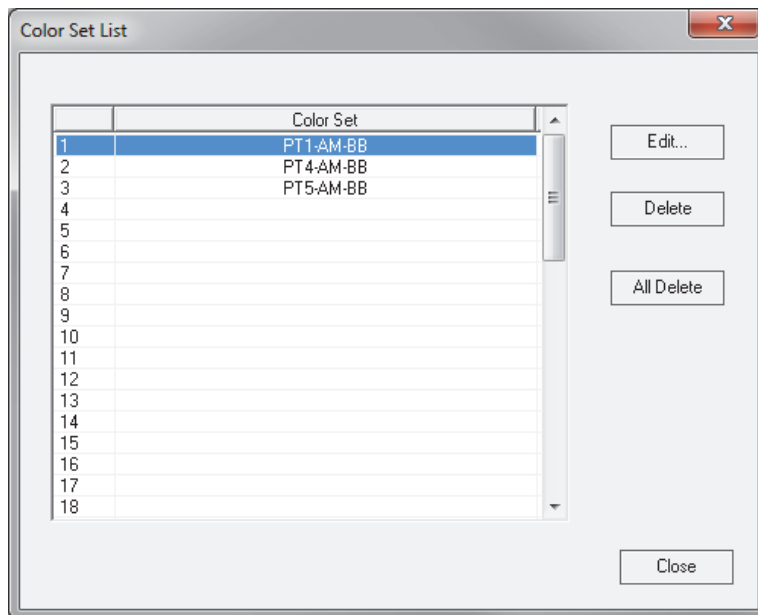 Color Set List
Color Set
1 PT1-AM-BB
2 PT4-AM-BB
3 PT5-AM-BB
4
5
6
7
8
9
10
11
12
13
14
15
16
17
18
Edit...
Delete
All Delete
Close